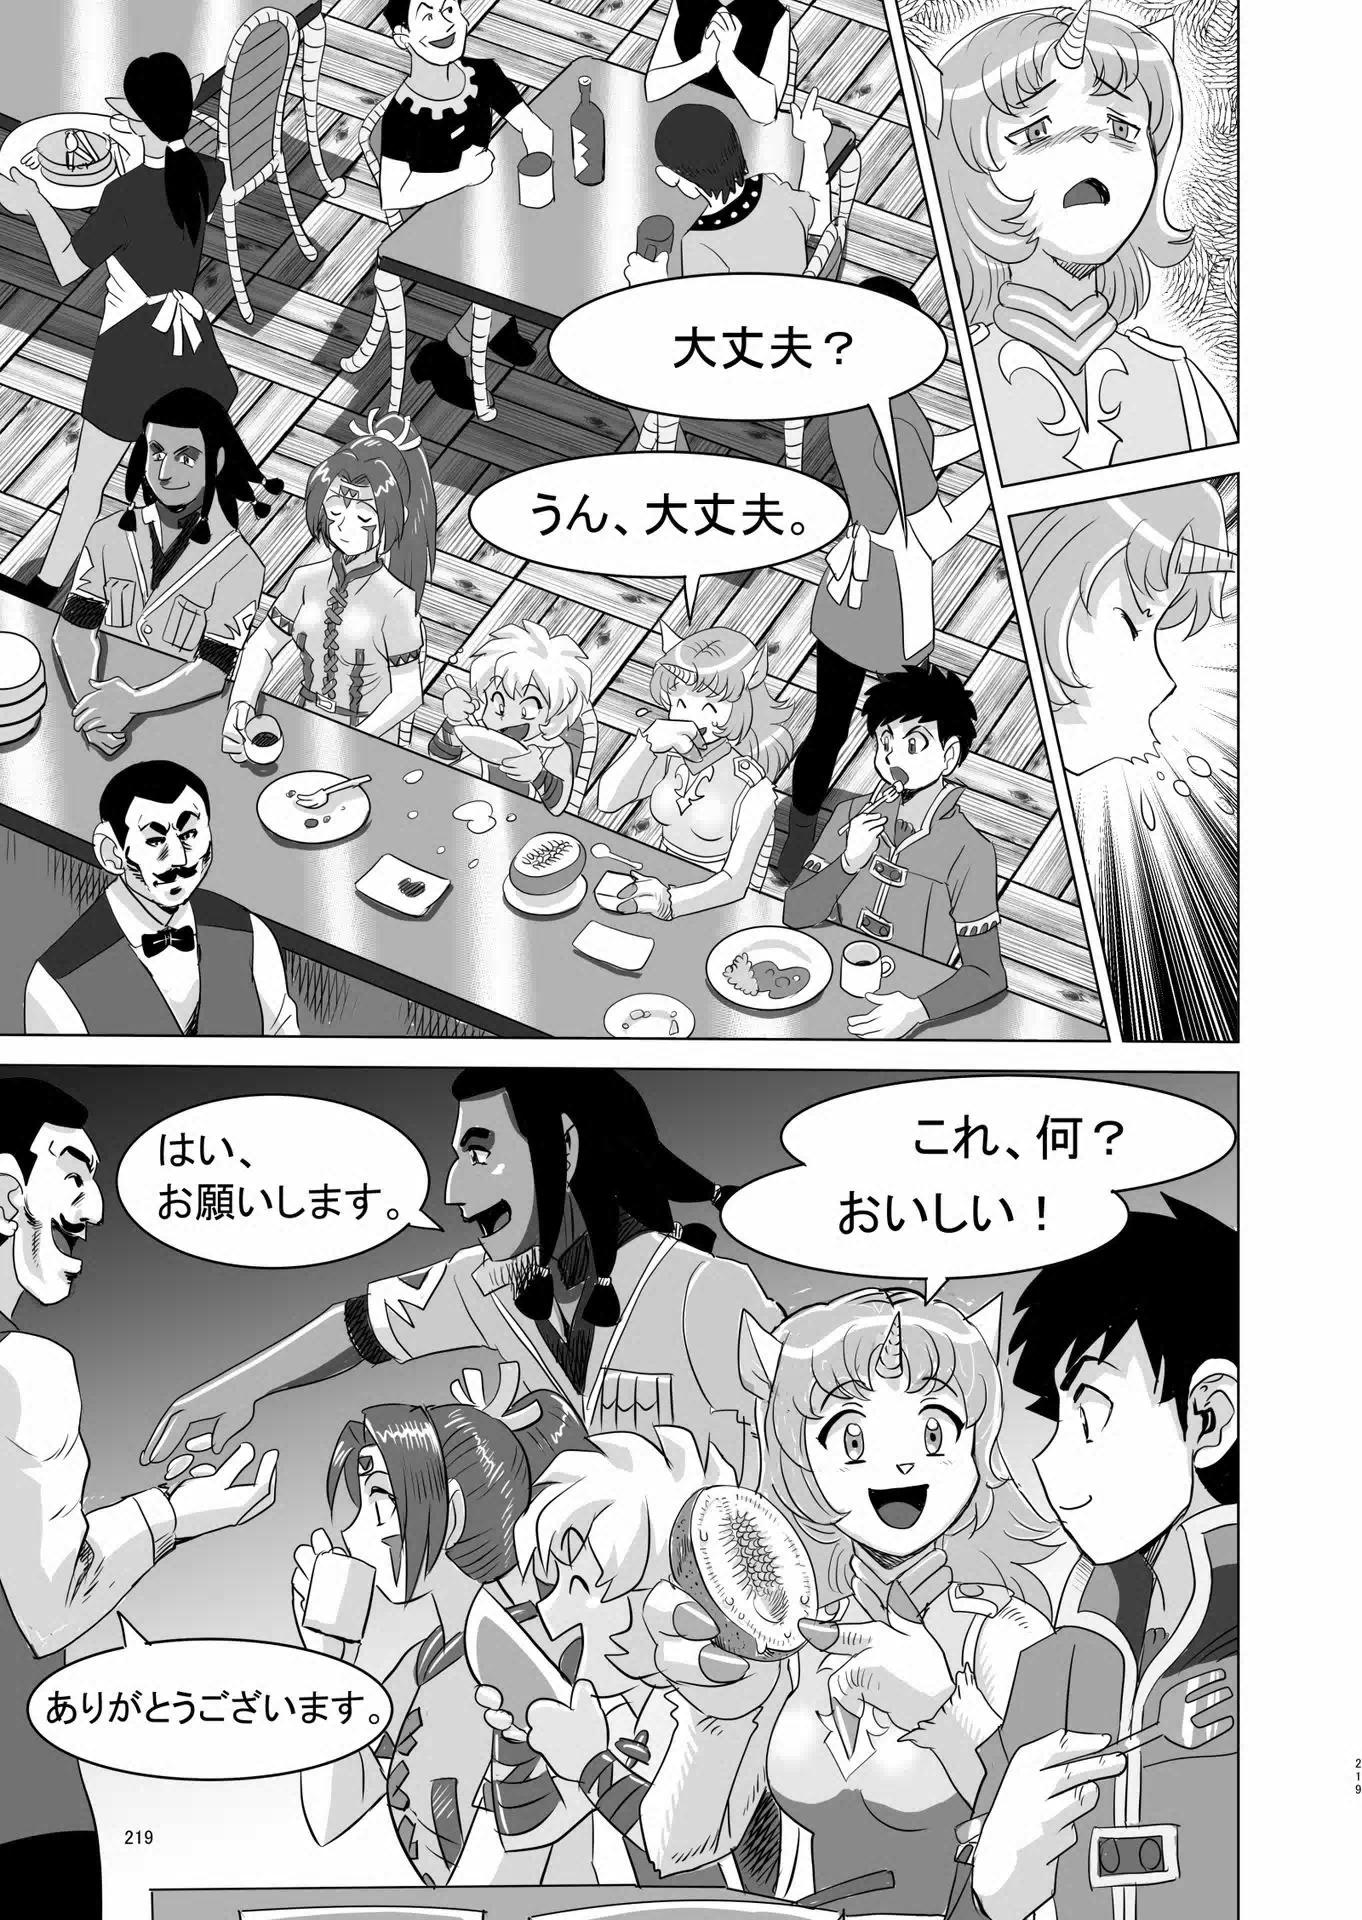 大丈夫？
うん、大丈夫。
これ、何？
おいしい！
はい、
お願いします。
ありがとうございます。
219
219